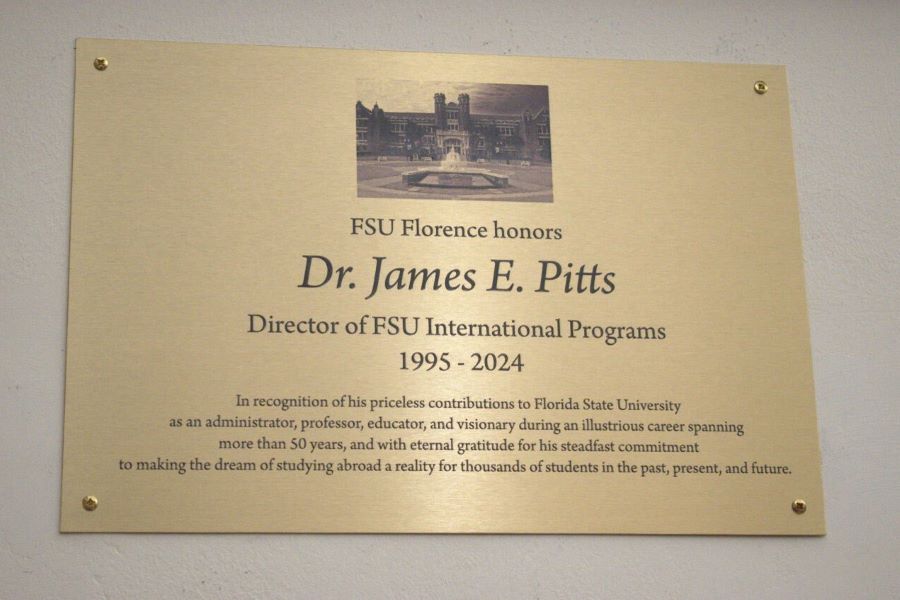 FSU Florence honors
Dr. James E. Pitts
Director of FSU International Programs
1995 - 2024
In recognition of his priceless contributions to Florida State University
as an administrator, professor, educator, and visionary during an illustrious career spanning
more than 50 years, and with eternal gratitude for his steadfast commitment
to making the dream of studying abroad a reality for thousands of students in the past, present, and future.